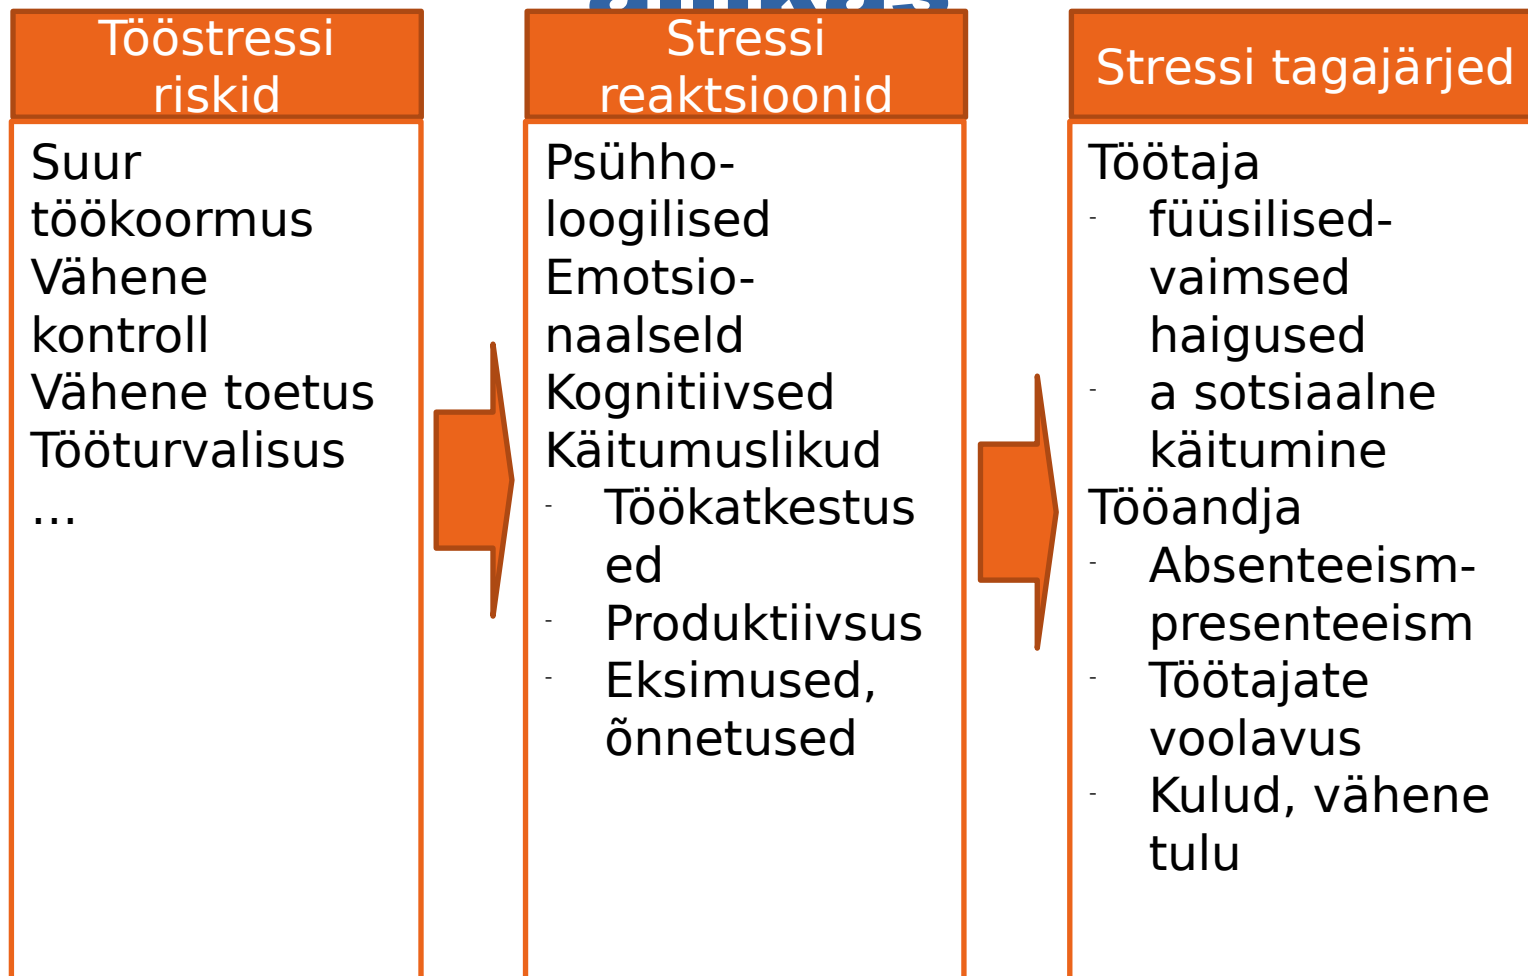 Tööstressi
riskid
Suur
töökoormus
Vähene
kontroll
Vähene toetus
Tööturvalisus
…
Stressi
reaktsioonid
Psühho-
loogilised
Emotsio-
naalseld
Kognitiivsed
Käitumuslikud
- Töökatkestus
ed
- Produktiivsus
- Eksimused,
õnnetused
Stressi tagajärjed
Töötaja
- füüsilised-
vaimsed
haigused
- a sotsiaalne
käitumine
Tööandja
- Absenteeism-
presenteeism
- Töötajate
voolavus
- Kulud, vähene
tulu